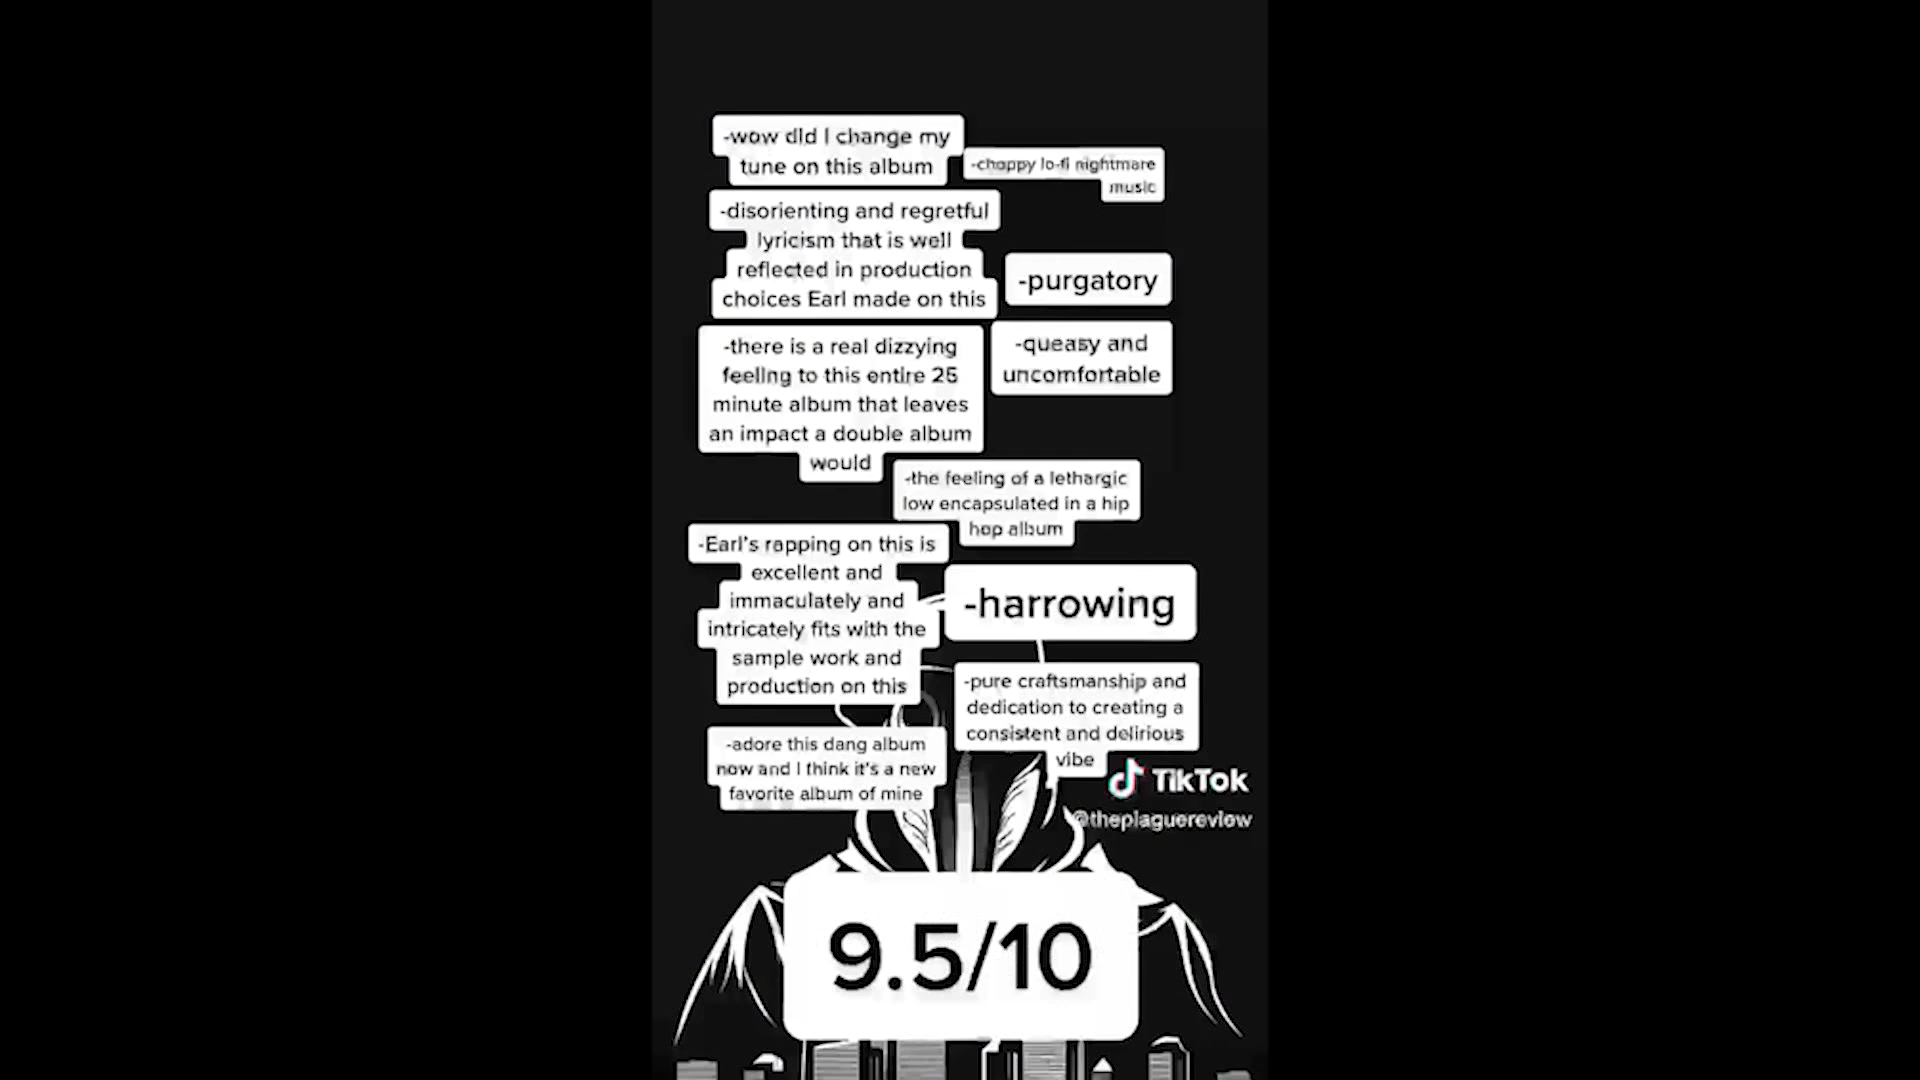 -wow did I change my
tune on this album
-choppy lo-fi nightmare
music
-disorienting and regretful
lyricism that is well
reflected in production
choices Earl made on this
-purgatory
-there is a real dizzying
feeling to this entire 25
minute album that leaves
an impact a double album
would
-queasy and
uncomfortable
-the feeling of a lethargic
low encapsulated in a hip
hop album
-Earl's rapping on this is
excellent and
immaculately and
intricately fits with the
sample work and
production on this
-harrowing
-pure craftsmanship and
dedication to creating a
consistent and delirious
vibe
-adore this dang album
now and I think it's a new
favorite album of mine
TikTok
@theplaguereview
9.5/10